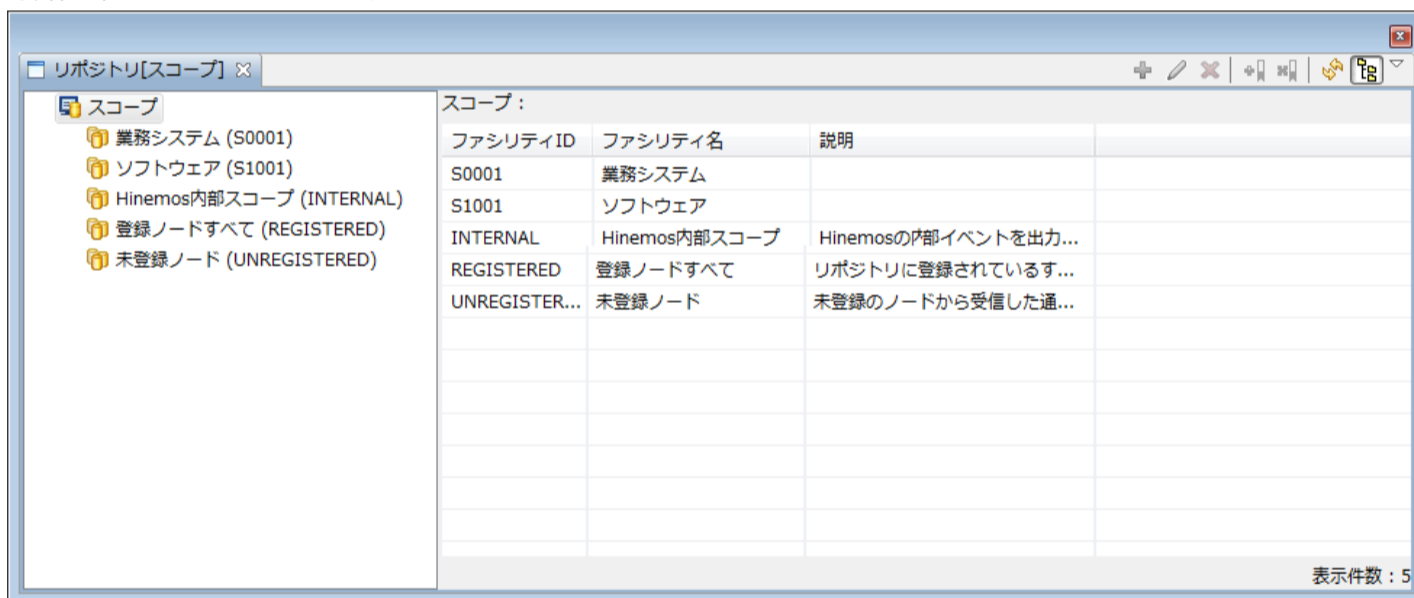 リポジトリ[スコープ]
スコープ
業務システム (S0001)
ソフトウェア (S1001)
Hinemos内部スコープ (INTERNAL)
登録ノードすべて (REGISTERED)
未登録ノード (UNREGISTERED)
スコープ：
ファシリティID ファシリティ名 説明
S0001 業務システム
S1001 ソフトウェア
INTERNAL Hinemos内部スコープ Hinemosの内部イベントを出力...
REGISTERED 登録ノードすべて リポジトリに登録されているす...
UNREGISTER... 未登録ノード 未登録のノードから受信した通...
表示件数：5